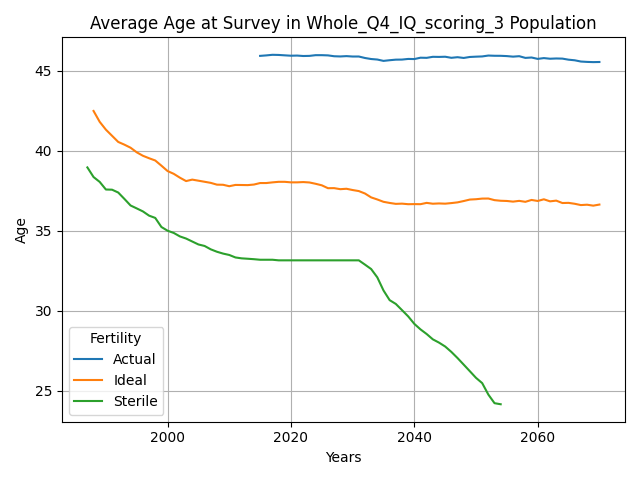 Average Age at Survey in Whole_Q4_IQ_scoring_3 Population
Age
45
40
35
30
25
Fertility
Actual
Ideal
Sterile
2000
2020
2040
2060
Years